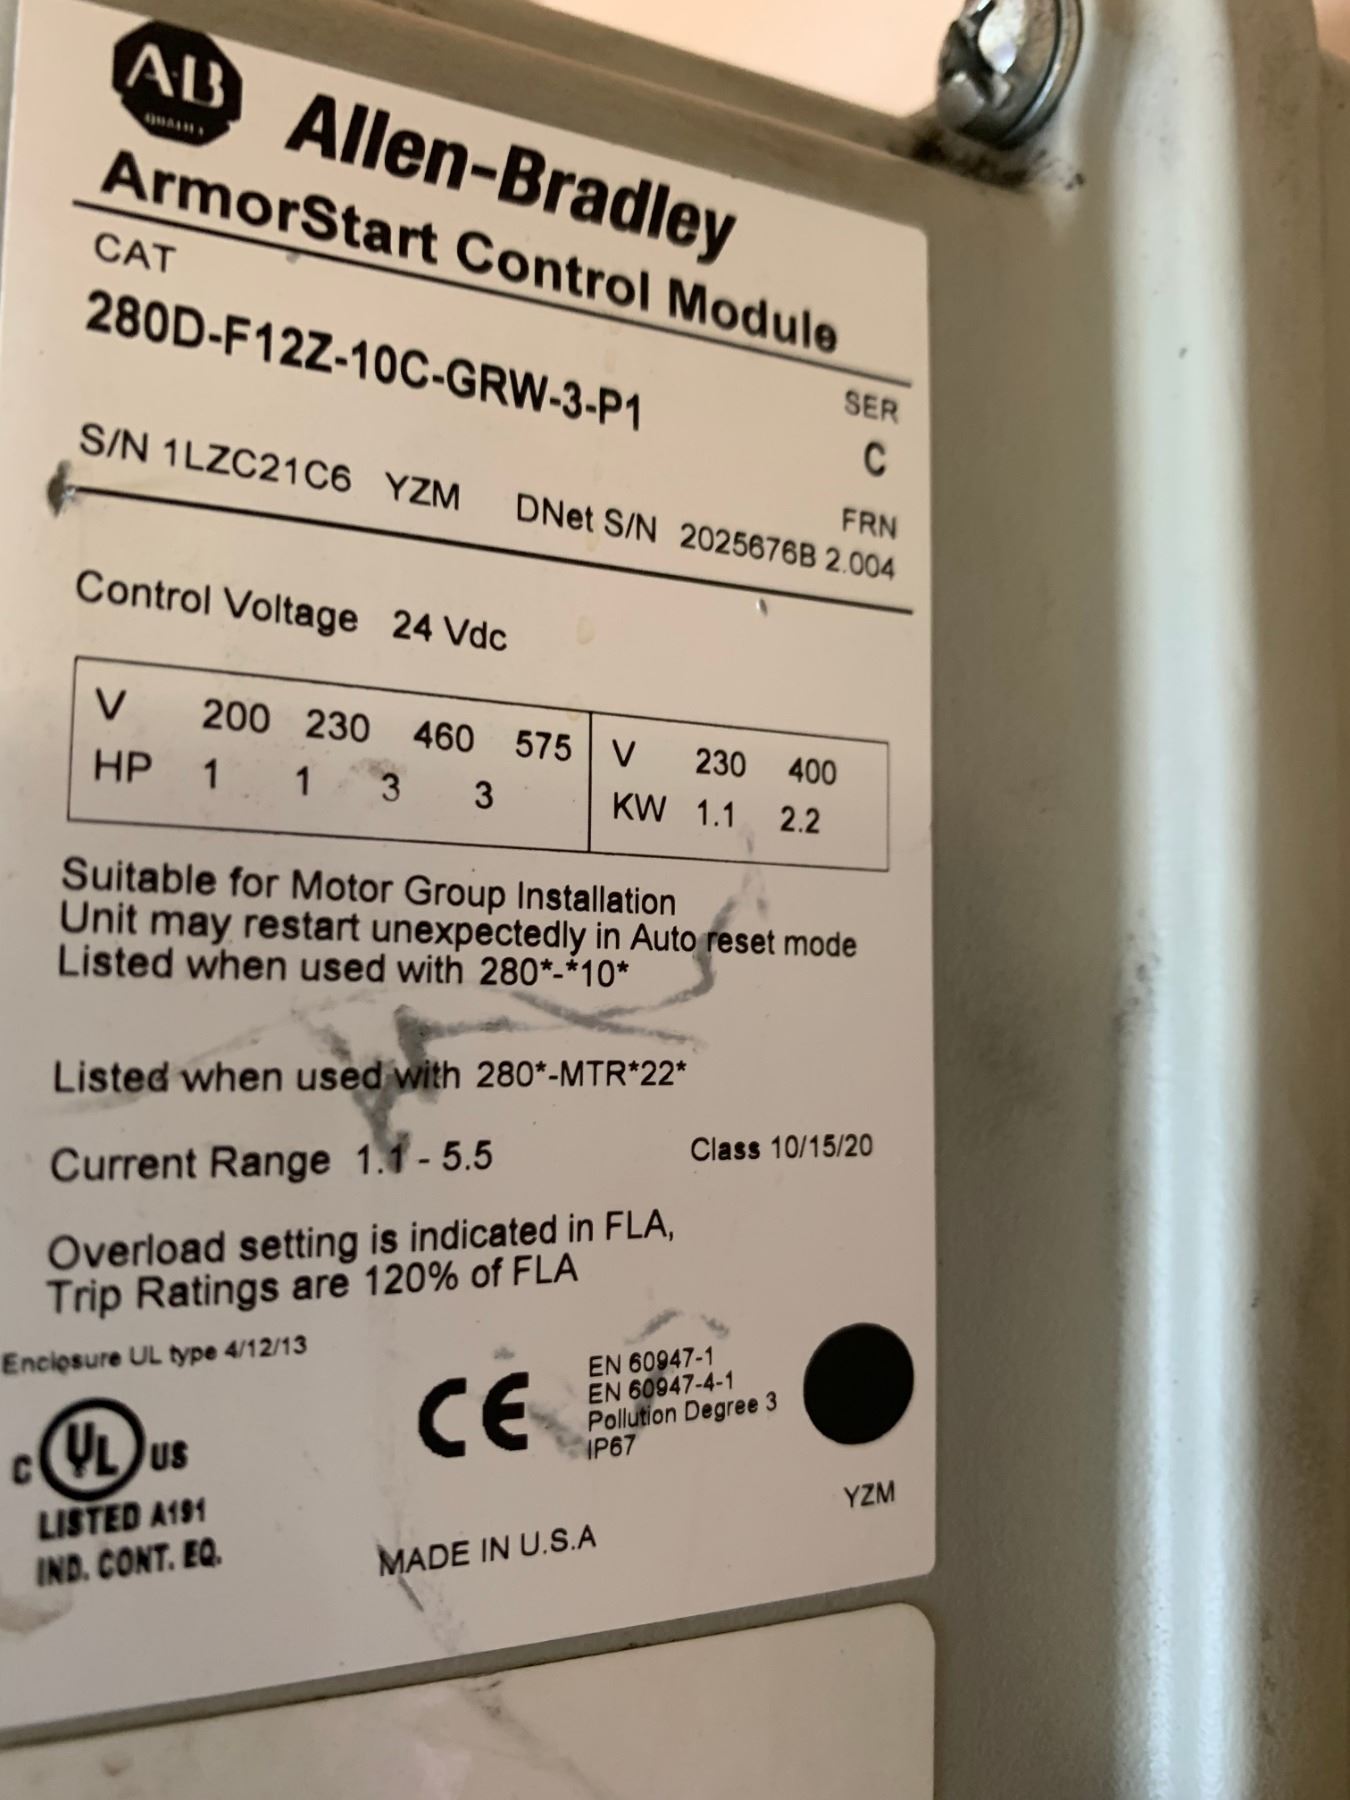 A-B
QUALITY
Allen-Bradley
ArmorStart Control Module
CAT
280D-F12Z-10C-GRW-3-P1
SER
C
S/N 1LZC21C6 YZM DNet S/N 2025676B
FRN
2.004
Control Voltage 24 Vdc
V 200 230 460 575
HP 1 1 3 3
V 230 400
KW 1.1 2.2
Suitable for Motor Group Installation
Unit may restart unexpectedly in Auto reset mode
Listed when used with 280*-*10*
Listed when used with 280*-MTR*22*
Current Range 1.1 - 5.5 Class 10/15/20
Overload setting is indicated in FLA,
Trip Ratings are 120% of FLA
Enclosure UL type 4/12/13
C UL US
LISTED A191
IND. CONT. EQ.
CE
EN 60947-1
EN 60947-4-1
Pollution Degree 3
IP67
YZM
MADE IN U.S.A